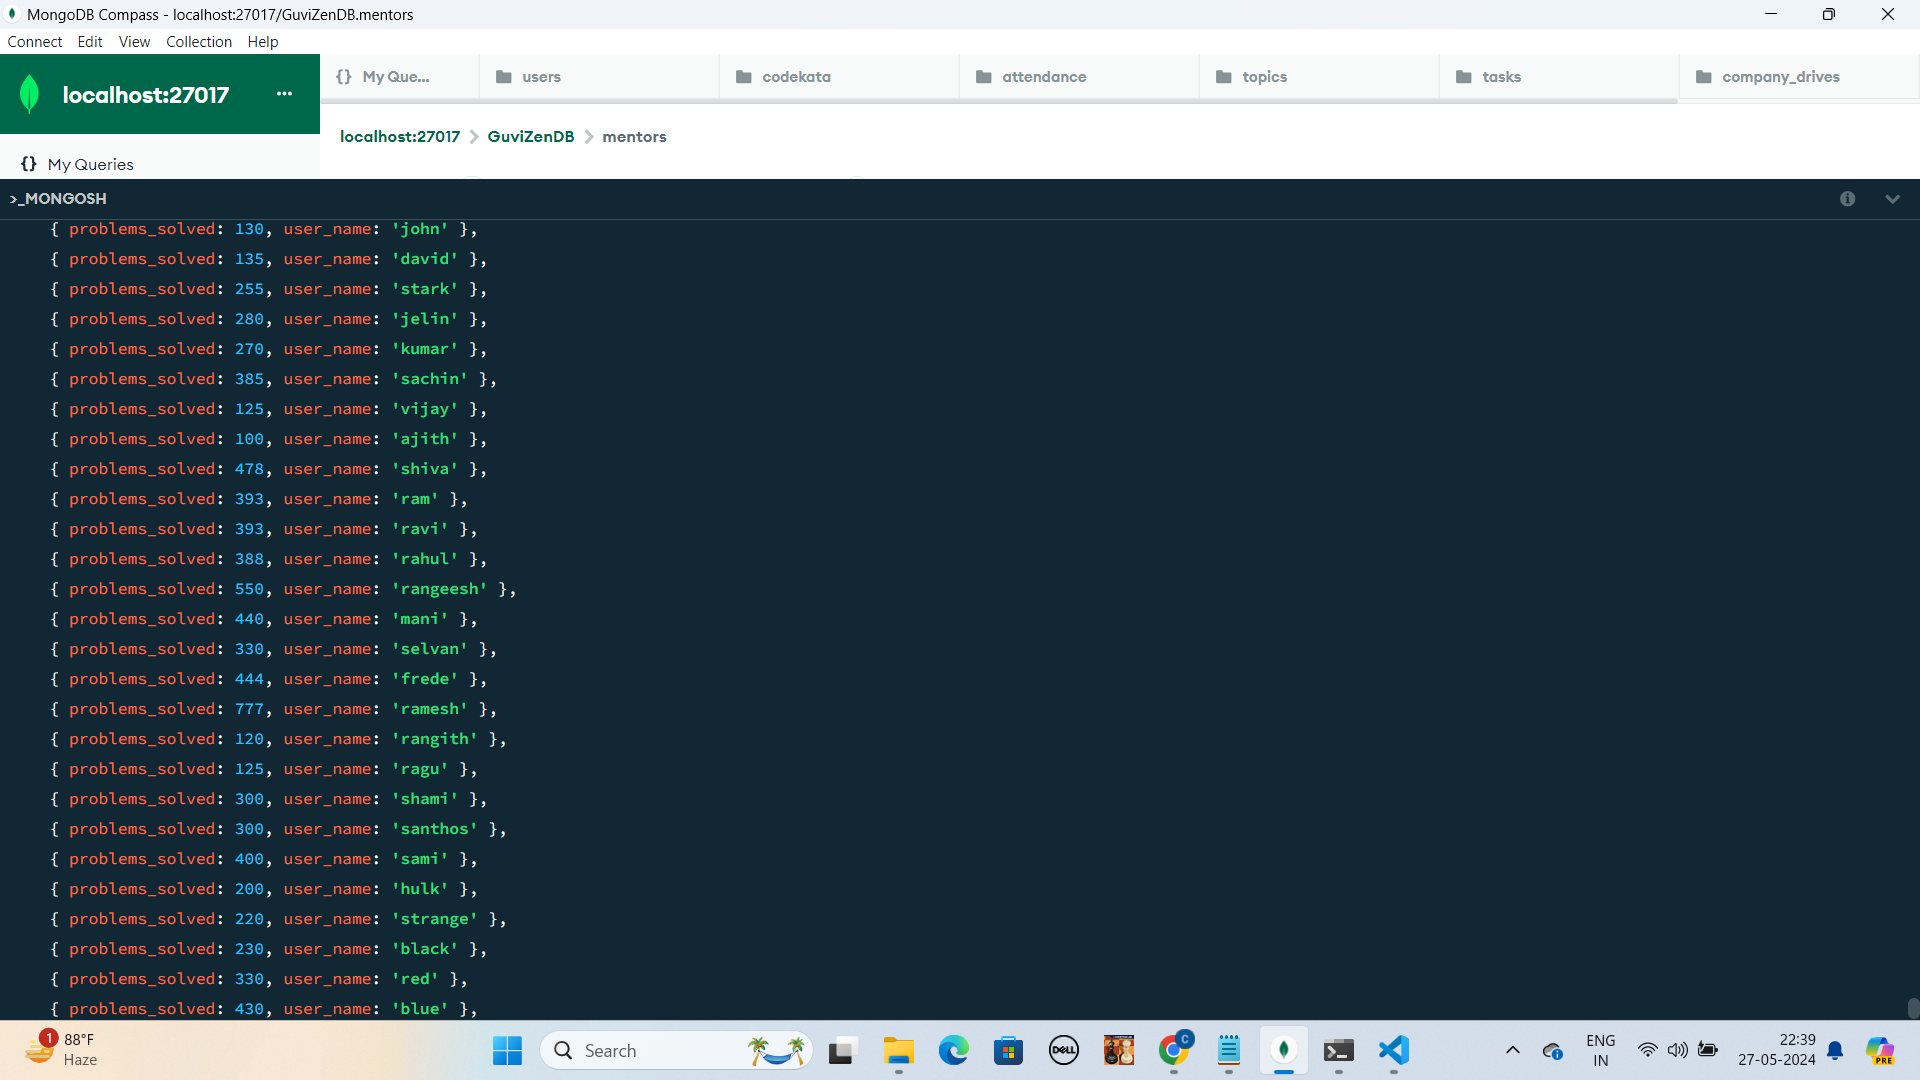 MongoDB Compass - localhost:27017/GuviZenDB.mentors
Connect Edit View Collection Help
localhost:27017 ...
{} My Que... users codekata attendance topics tasks company_drives
localhost:27017 > GuviZenDB > mentors
{} My Queries
>_MONGOSH
{ problems_solved: 130, user_name: 'john' },
{ problems_solved: 135, user_name: 'david' },
{ problems_solved: 255, user_name: 'stark' },
{ problems_solved: 280, user_name: 'jelin' },
{ problems_solved: 270, user_name: 'kumar' },
{ problems_solved: 385, user_name: 'sachin' },
{ problems_solved: 125, user_name: 'vijay' },
{ problems_solved: 100, user_name: 'ajith' },
{ problems_solved: 478, user_name: 'shiva' },
{ problems_solved: 393, user_name: 'ram' },
{ problems_solved: 393, user_name: 'ravi' },
{ problems_solved: 388, user_name: 'rahul' },
{ problems_solved: 550, user_name: 'rangeesh' },
{ problems_solved: 440, user_name: 'mani' },
{ problems_solved: 330, user_name: 'selvan' },
{ problems_solved: 444, user_name: 'frede' },
{ problems_solved: 777, user_name: 'ramesh' },
{ problems_solved: 120, user_name: 'rangith' },
{ problems_solved: 125, user_name: 'ragu' },
{ problems_solved: 300, user_name: 'shami' },
{ problems_solved: 300, user_name: 'santhos' },
{ problems_solved: 400, user_name: 'sami' },
{ problems_solved: 200, user_name: 'hulk' },
{ problems_solved: 220, user_name: 'strange' },
{ problems_solved: 230, user_name: 'black' },
{ problems_solved: 330, user_name: 'red' },
{ problems_solved: 430, user_name: 'blue' },
1
88°F
Haze
Search
DELL
C
ENG
IN
22:39
27-05-2024
PRE